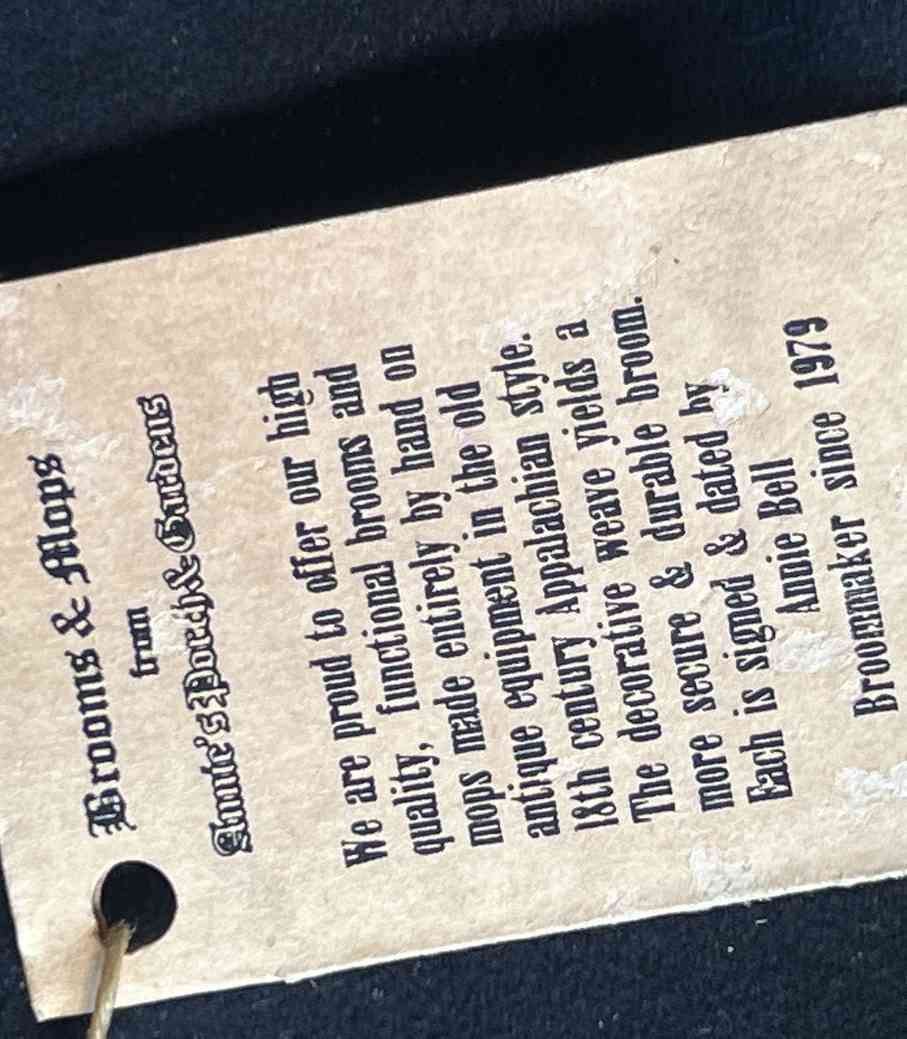 Brooms & Mops
from
Annie's Porch & Gardens
We are proud to offer our high
quality, functional brooms and
mops made entirely by hand on
antique equipment in the old
18th century Appalachian style.
The decorative weave yields a
more secure & durable broom.
Each is signed & dated by
Annie Bell
Broommaker since 1979